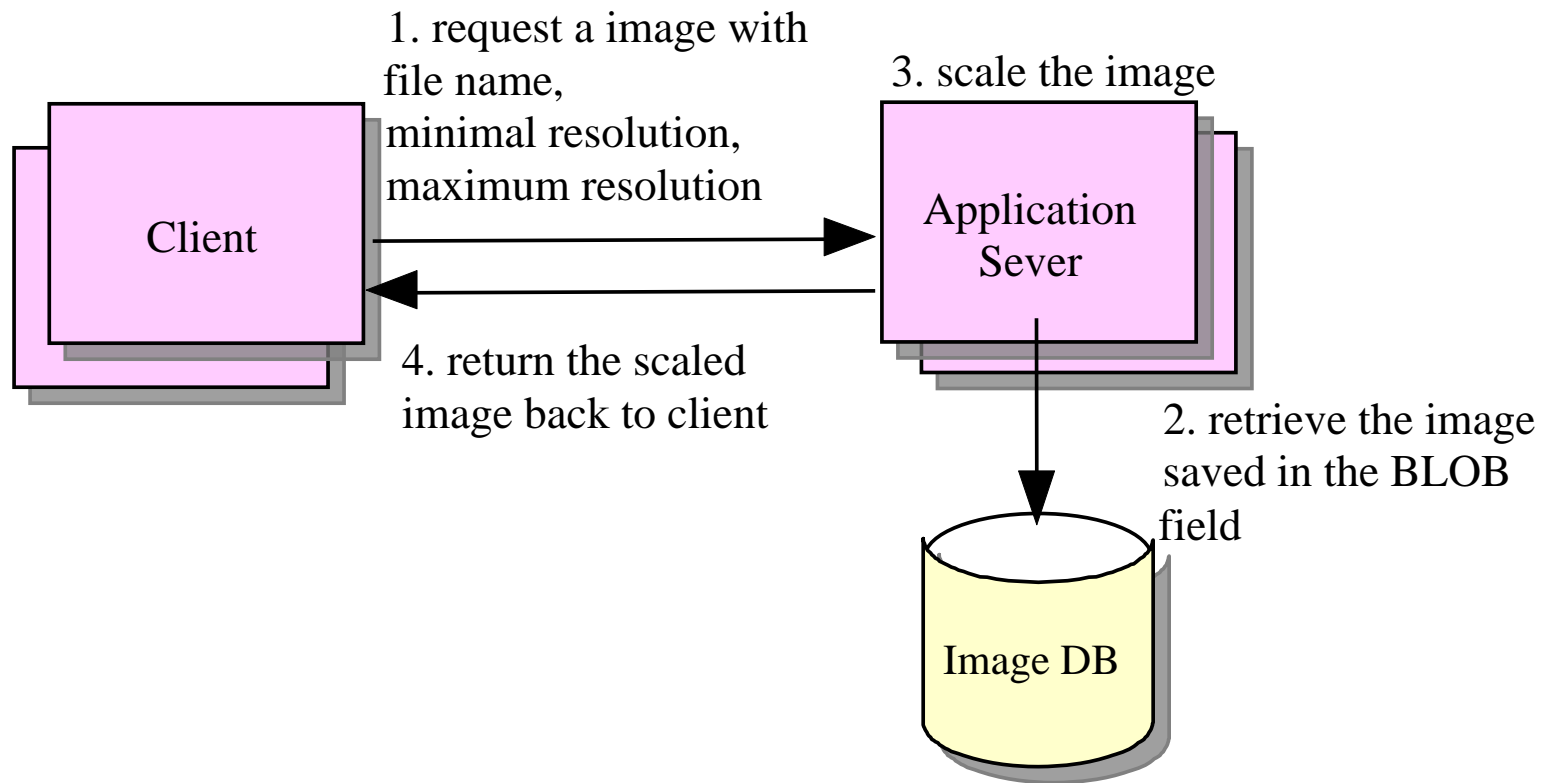 1. request a image with
file name,
minimal resolution,
maximum resolution
3. scale the image
Client
Application
Sever
4. return the scaled
image back to client
2. retrieve the image
saved in the BLOB
field
Image DB